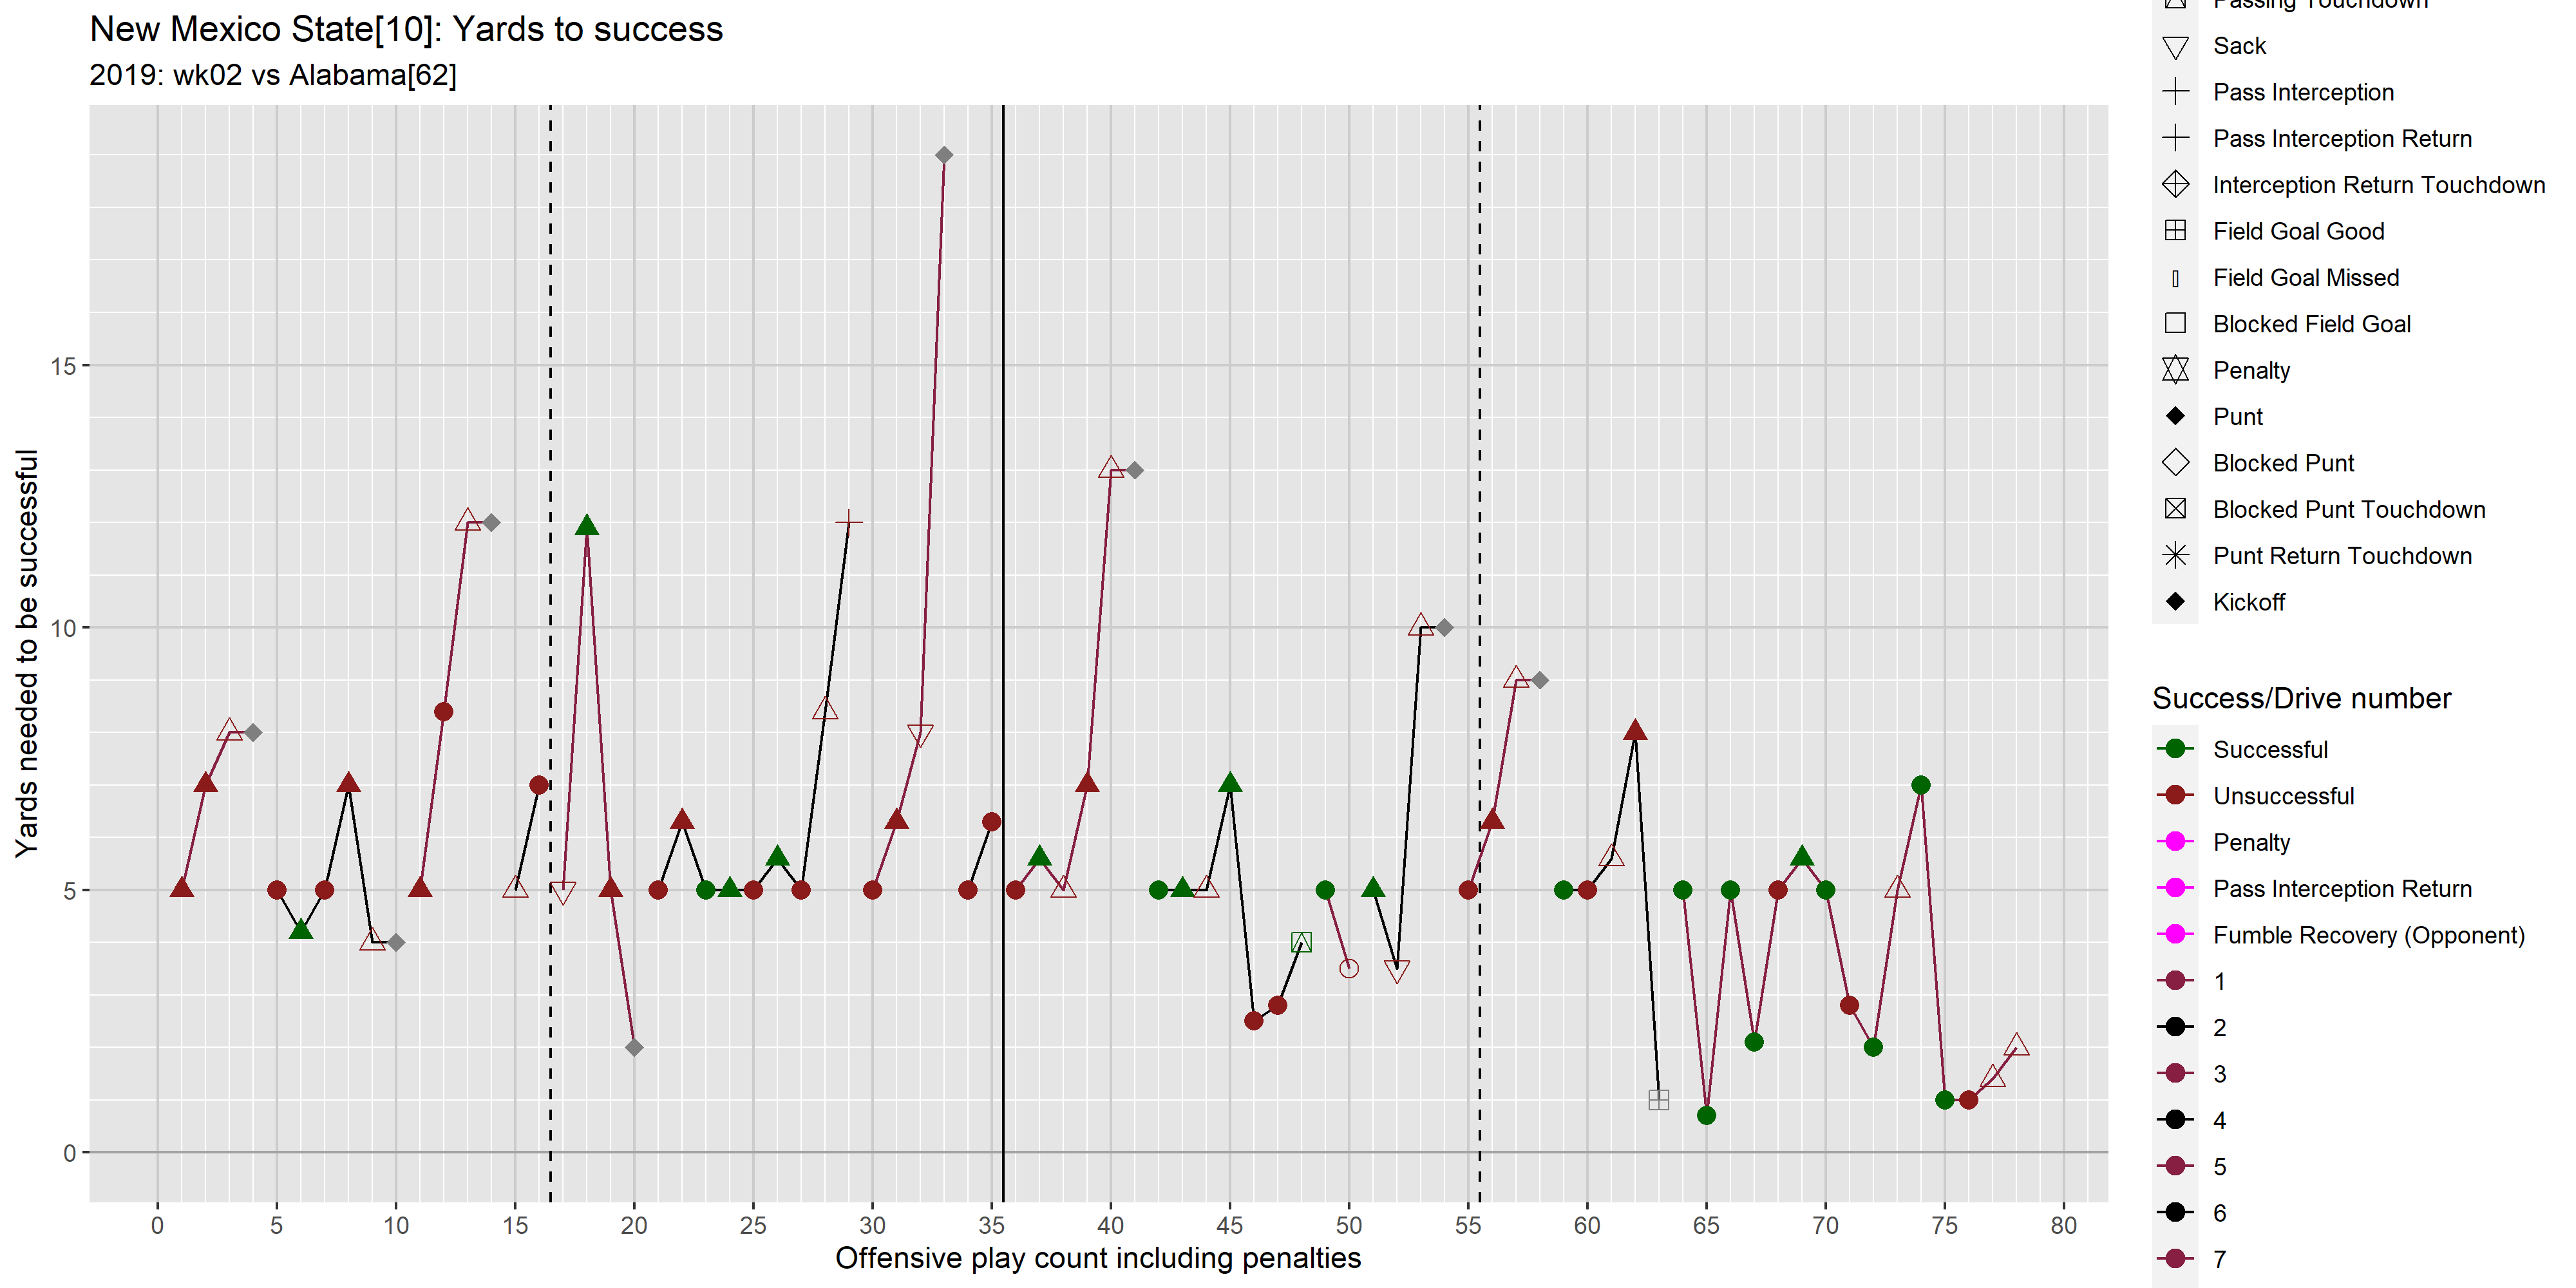 New Mexico State[10]: Yards to success
2019: wk02 vs Alabama[62]
Yards needed to be successful
15
10
5
0
0 5 10 15 20 25 30 35 40 45 50 55 60 65 70 75 80
Offensive play count including penalties
Passing Touchdown
Sack
Pass Interception
Pass Interception Return
Interception Return Touchdown
Field Goal Good
Field Goal Missed
Blocked Field Goal
Penalty
Punt
Blocked Punt
Blocked Punt Touchdown
Punt Return Touchdown
Kickoff
Success/Drive number
Successful
Unsuccessful
Penalty
Pass Interception Return
Fumble Recovery (Opponent)
1
2
3
4
5
6
7